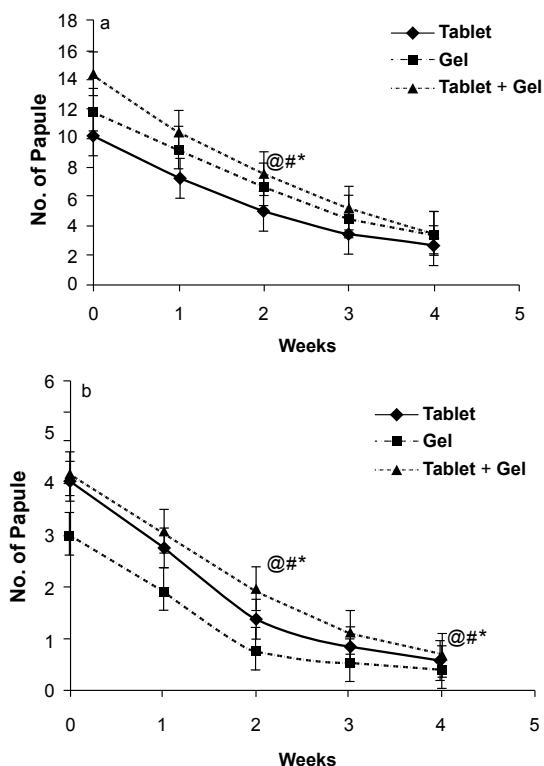 a
18
16
14
12
10
8
6
4
2
0
No. of Papule
Tablet
Gel
Tablet + Gel
@#*
0 1 2 3 4 5
Weeks
b
6
5
4
3
2
1
0
No. of Papule
Tablet
Gel
Tablet + Gel
@#*
@#*
0 1 2 3 4 5
Weeks